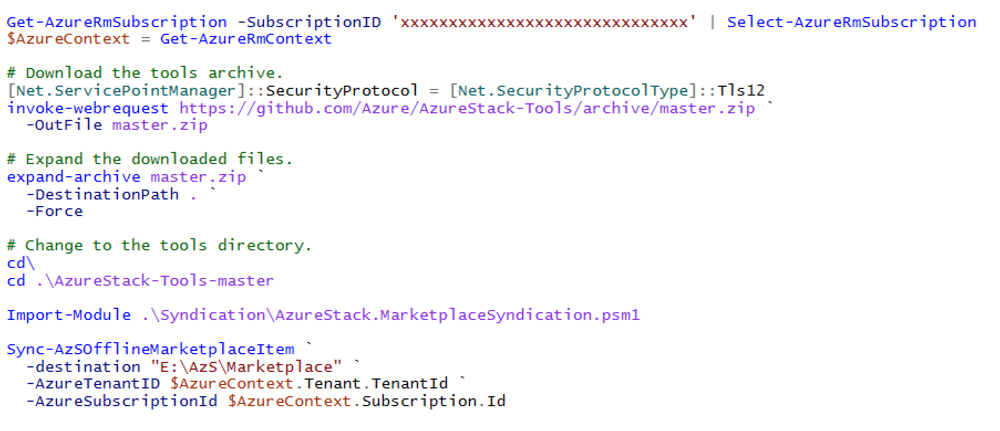 Get-AzureRmSubscription -SubscriptionID 'xxxxxxxxxxxxxxxxxxxxxxxxxxxxxx' | Select-AzureRmSubscription
$AzureContext = Get-AzureRmContext

# Download the tools archive.
[Net.ServicePointManager]::SecurityProtocol = [Net.SecurityProtocolType]::Tls12
invoke-webrequest https://github.com/Azure/AzureStack-Tools/archive/master.zip `
  -OutFile master.zip

# Expand the downloaded files.
expand-archive master.zip `
  -DestinationPath . `
  -Force

# Change to the tools directory.
cd\
cd .\AzureStack-Tools-master

Import-Module .\Syndication\AzureStack.MarketplaceSyndication.psm1

Sync-AzSOfflineMarketplaceItem `
  -destination "E:\AzS\Marketplace" `
  -AzureTenantID $AzureContext.Tenant.TenantId `
  -AzureSubscriptionId $AzureContext.Subscription.Id